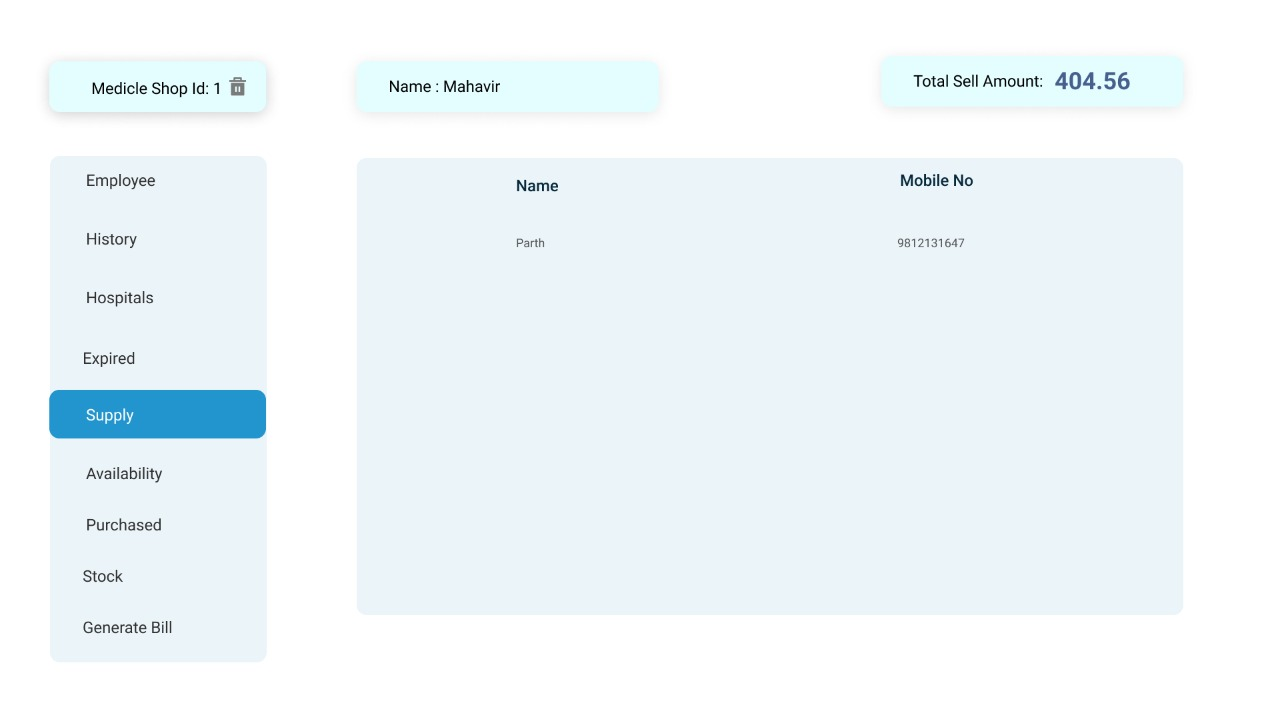 Medicle Shop Id: 1
Name : Mahavir
Total Sell Amount: 404.56
Employee
History
Hospitals
Expired
Supply
Availability
Purchased
Stock
Generate Bill
Name Mobile No
Parth 9812131647